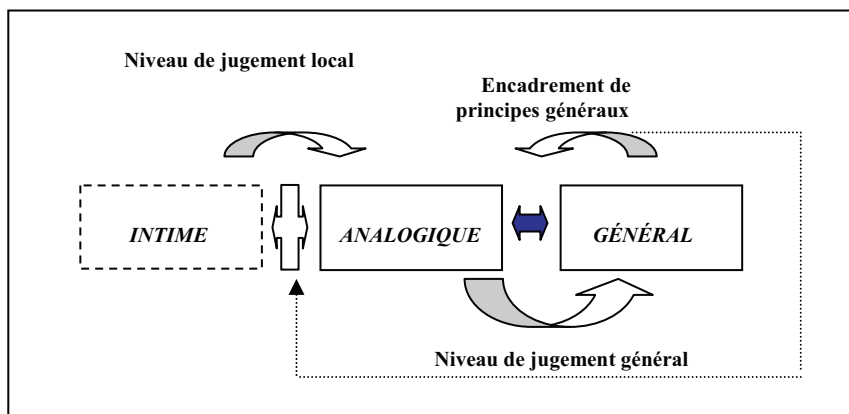 Niveau de jugement local
Encadrement de
principes généraux
INTIME
ANALOGIQUE
GÉNÉRAL
Niveau de jugement général